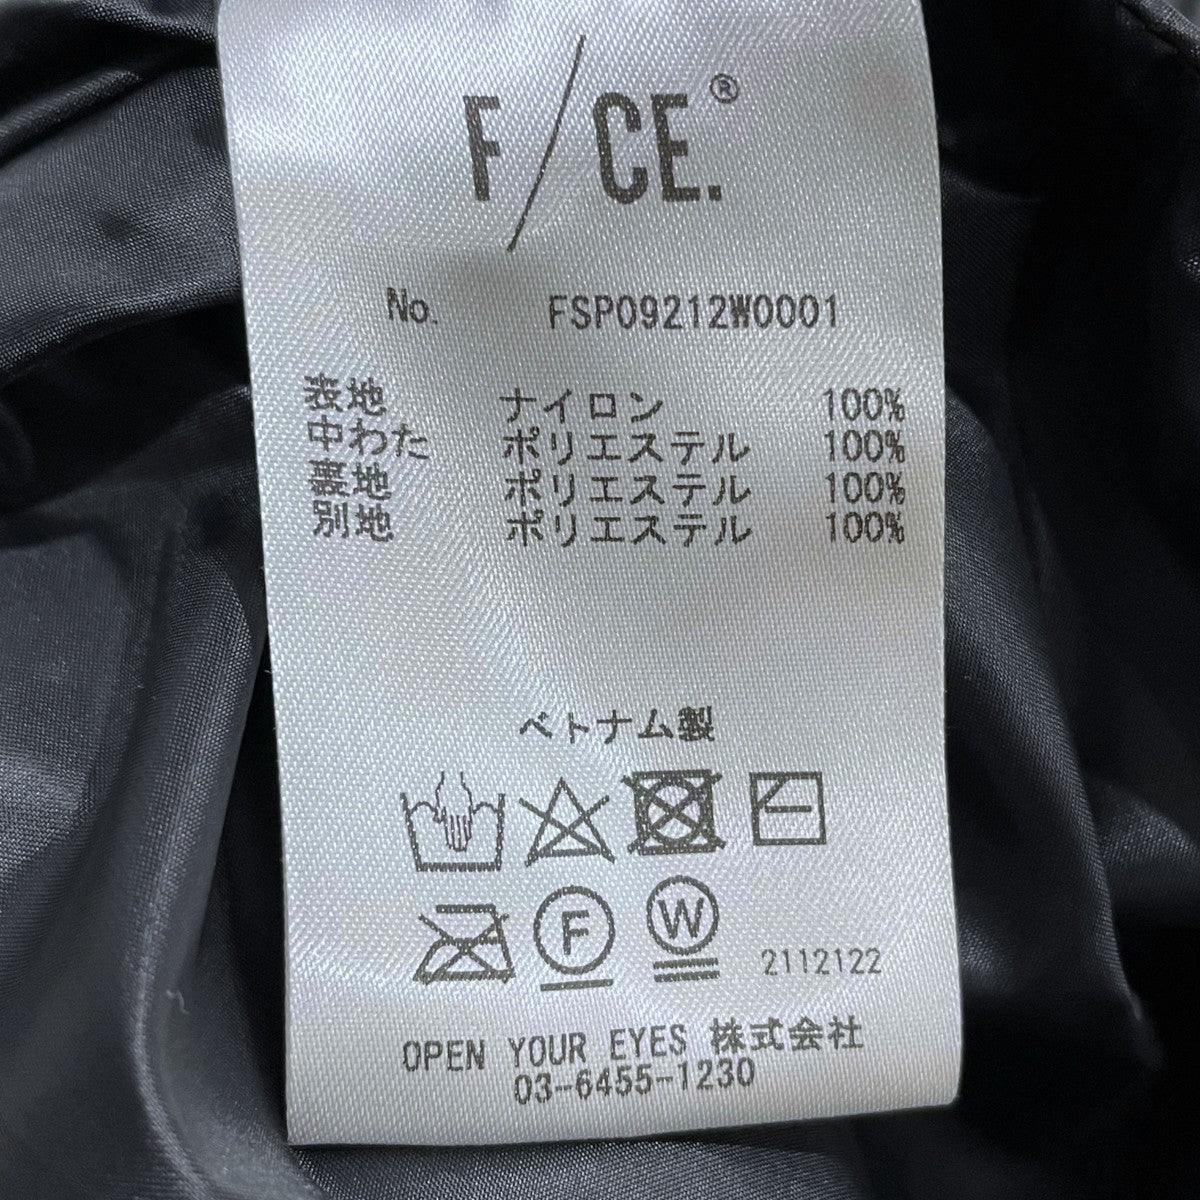 F/CE.®
No. FSP09212W0001
表地 ナイロン 100%
中わた ポリエステル 100%
裏地 ポリエステル 100%
別地 ポリエステル 100%
ベトナム製
F W 2112122
OPEN YOUR EYES 株式会社
03-6455-1230